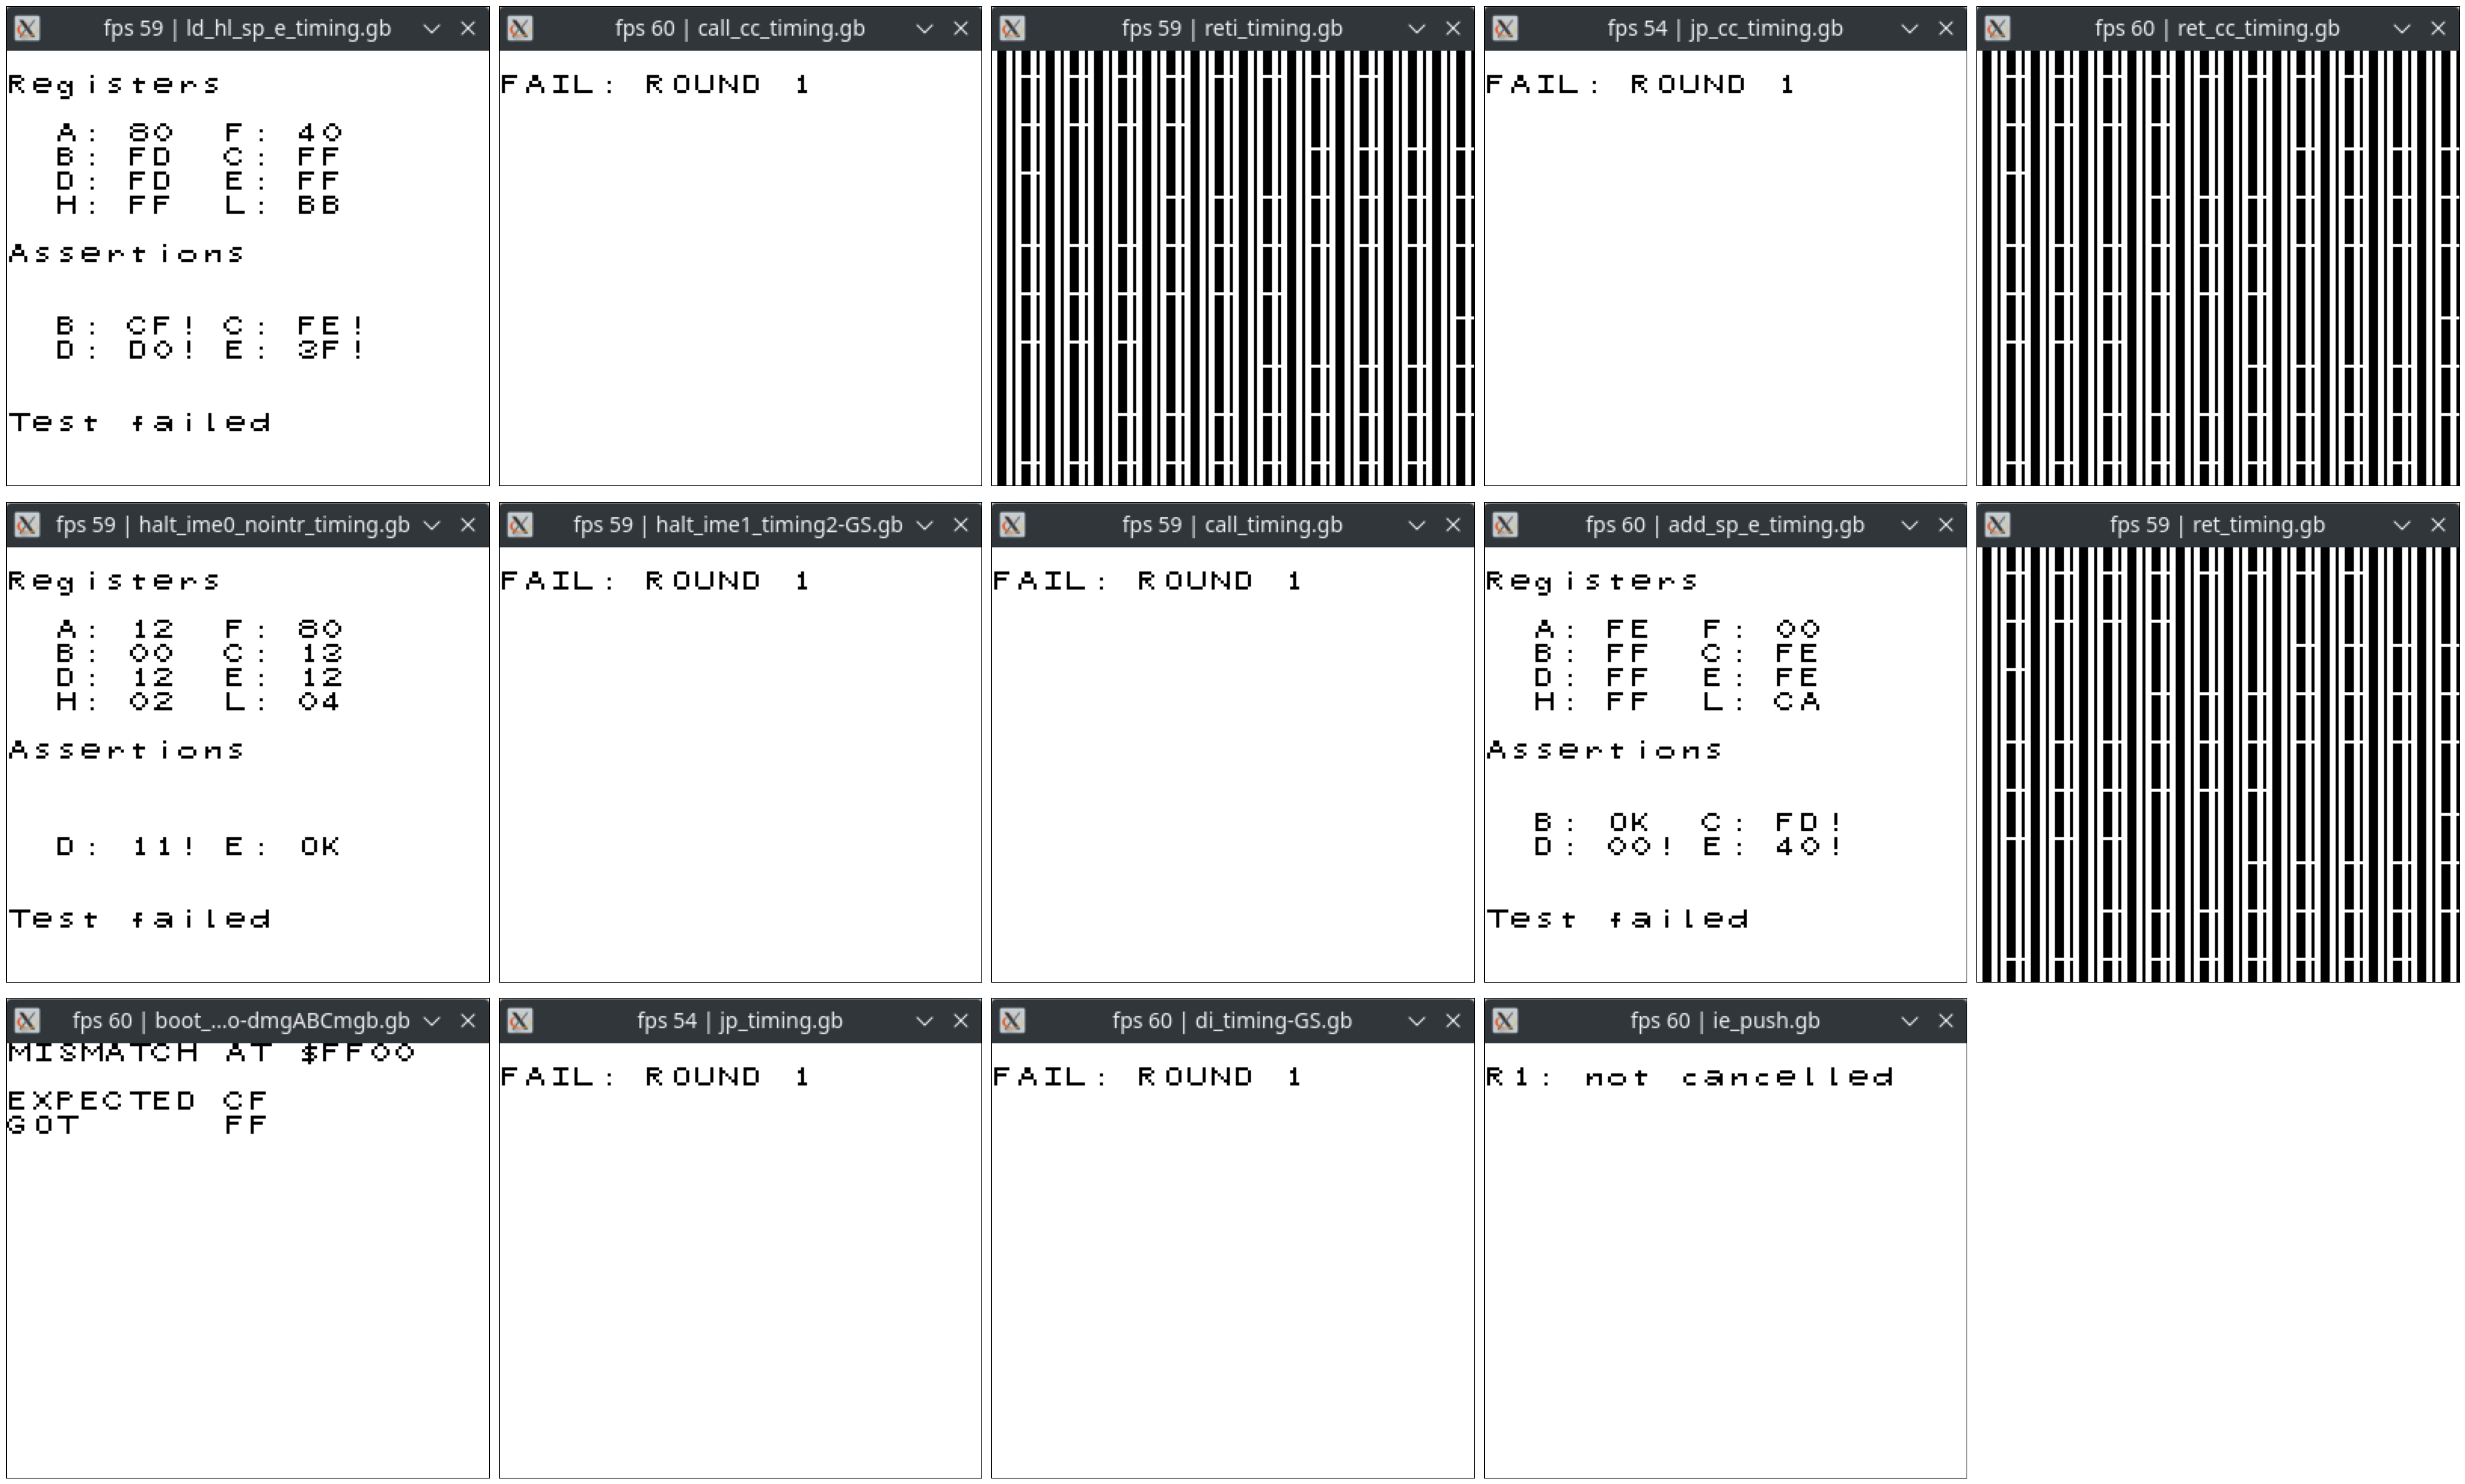 fps 59 | ld_hl_sp_e_timing.gb
Registers
A: 80 F: 40
B: FD C: FF
D: FD E: FF
H: FF L: BB
Assertions
B: CF! C: FE!
D: D0! E: 3F!
Test failed
fps 60 | call_cc_timing.gb
FAIL: ROUND 1
fps 59 | reti_timing.gb
fps 54 | jp_cc_timing.gb
FAIL: ROUND 1
fps 60 | ret_cc_timing.gb
fps 59 | halt_ime0_nointr_timing.gb
Registers
A: 12 F: 80
B: 00 C: 13
D: 12 E: 12
H: 02 L: 04
Assertions
D: 11! E: OK
Test failed
fps 59 | halt_ime1_timing2-GS.gb
FAIL: ROUND 1
fps 59 | call_timing.gb
FAIL: ROUND 1
fps 60 | add_sp_e_timing.gb
Registers
A: FE F: 00
B: FF C: FE
D: FF E: FE
H: FF L: CA
Assertions
B: OK C: FD!
D: 00! E: 40!
Test failed
fps 59 | ret_timing.gb
fps 60 | boot_...o-dmgABCmgb.gb
MISMATCH AT $FF00
EXPECTED CF
GOT FF
fps 54 | jp_timing.gb
FAIL: ROUND 1
fps 60 | di_timing-GS.gb
FAIL: ROUND 1
fps 60 | ie_push.gb
R1: not cancelled